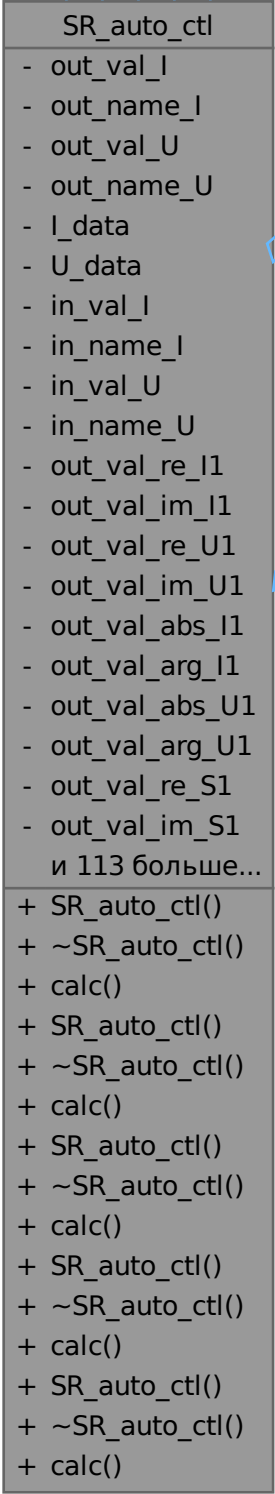 SR_auto_ctl
- out_val_I
- out_name_I
- out_val_U
- out_name_U
- I_data
- U_data
- in_val_I
- in_name_I
- in_val_U
- in_name_U
- out_val_re_I1
- out_val_im_I1
- out_val_re_U1
- out_val_im_U1
- out_val_abs_I1
- out_val_arg_I1
- out_val_abs_U1
- out_val_arg_U1
- out_val_re_S1
- out_val_im_S1
и 113 больше...
+ SR_auto_ctl()
+ ~SR_auto_ctl()
+ calc()
+ SR_auto_ctl()
+ ~SR_auto_ctl()
+ calc()
+ SR_auto_ctl()
+ ~SR_auto_ctl()
+ calc()
+ SR_auto_ctl()
+ ~SR_auto_ctl()
+ calc()
+ SR_auto_ctl()
+ ~SR_auto_ctl()
+ calc()